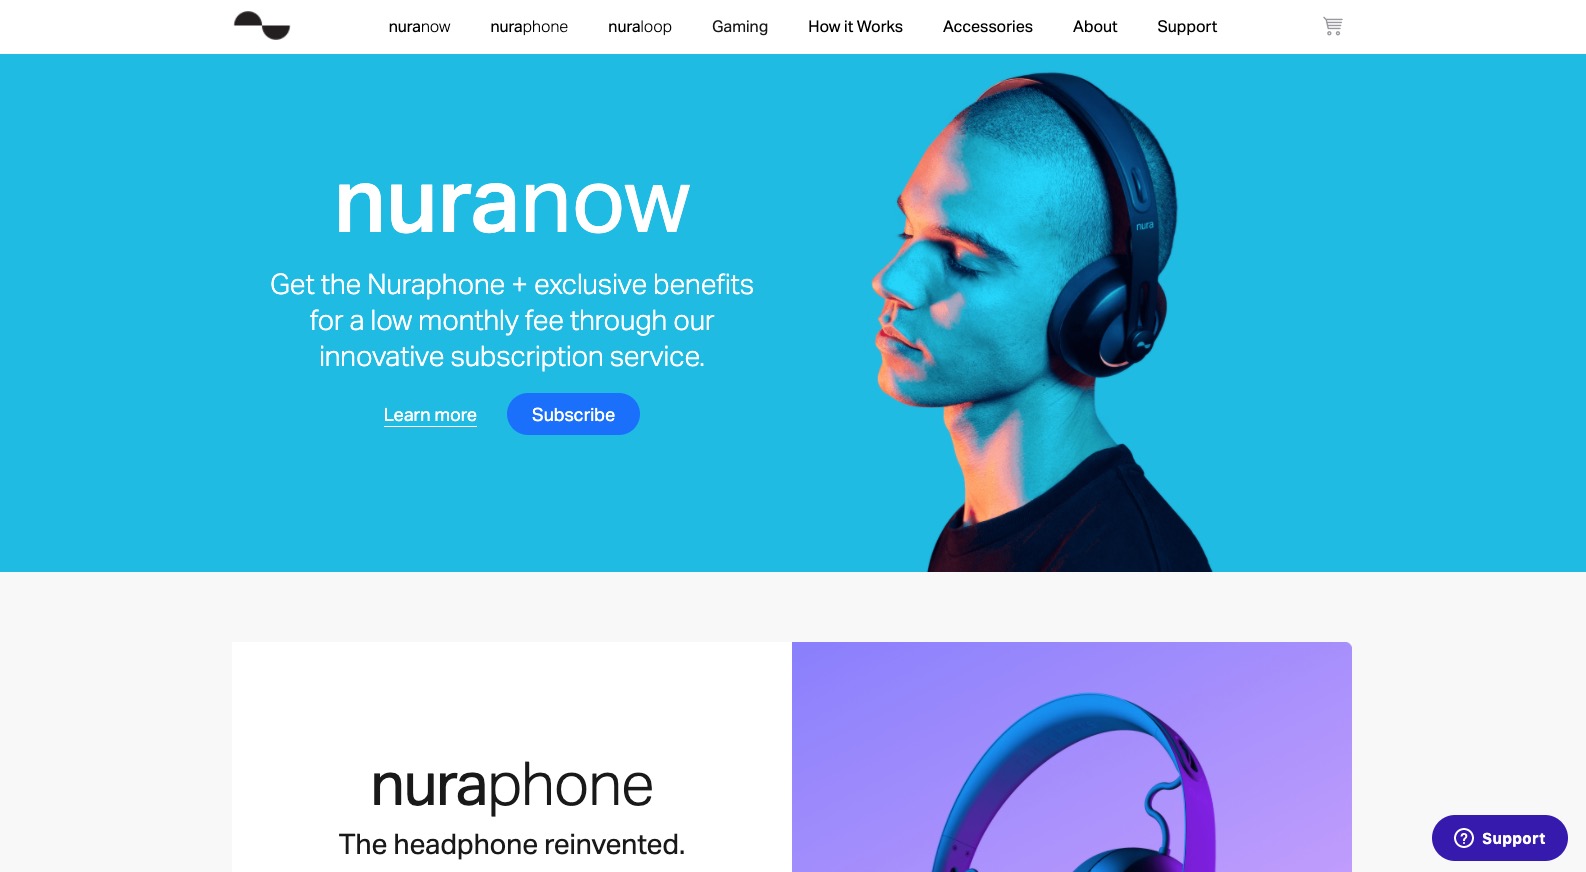 nuranow nuraphone nuraloop Gaming How it Works Accessories About Support
nuranow
nura
Get the Nuraphone + exclusive benefits
for a low monthly fee through our
innovative subscription service.
Learn more Subscribe
nuraphone
The headphone reinvented.
Support